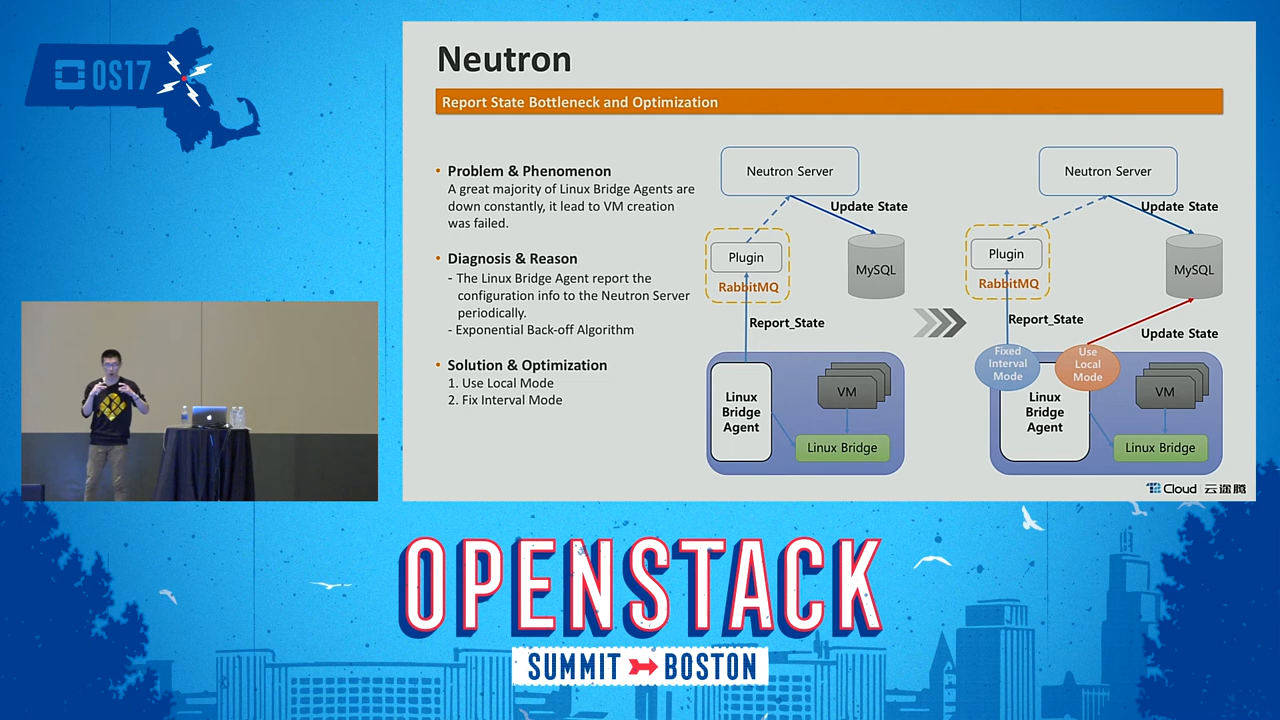 OS17
Neutron
Report State Bottleneck and Optimization
• Problem & Phenomenon
A great majority of Linux Bridge Agents are
down constantly, it lead to VM creation
was failed.
• Diagnosis & Reason
- The Linux Bridge Agent report the
configuration info to the Neutron Server
periodically.
- Exponential Back-off Algorithm
• Solution & Optimization
1. Use Local Mode
2. Fix Interval Mode
Neutron Server
Update State
Plugin
RabbitMQ
MySQL
Report_State
Linux
Bridge
Agent
VM
Linux Bridge
Neutron Server
Update State
Plugin
RabbitMQ
MySQL
Report_State
Update State
Fixed
Interval
Mode
Use
Local
Mode
Linux
Bridge
Agent
VM
Linux Bridge
T2Cloud | 云途腾
OPENSTACK
SUMMIT BOSTON